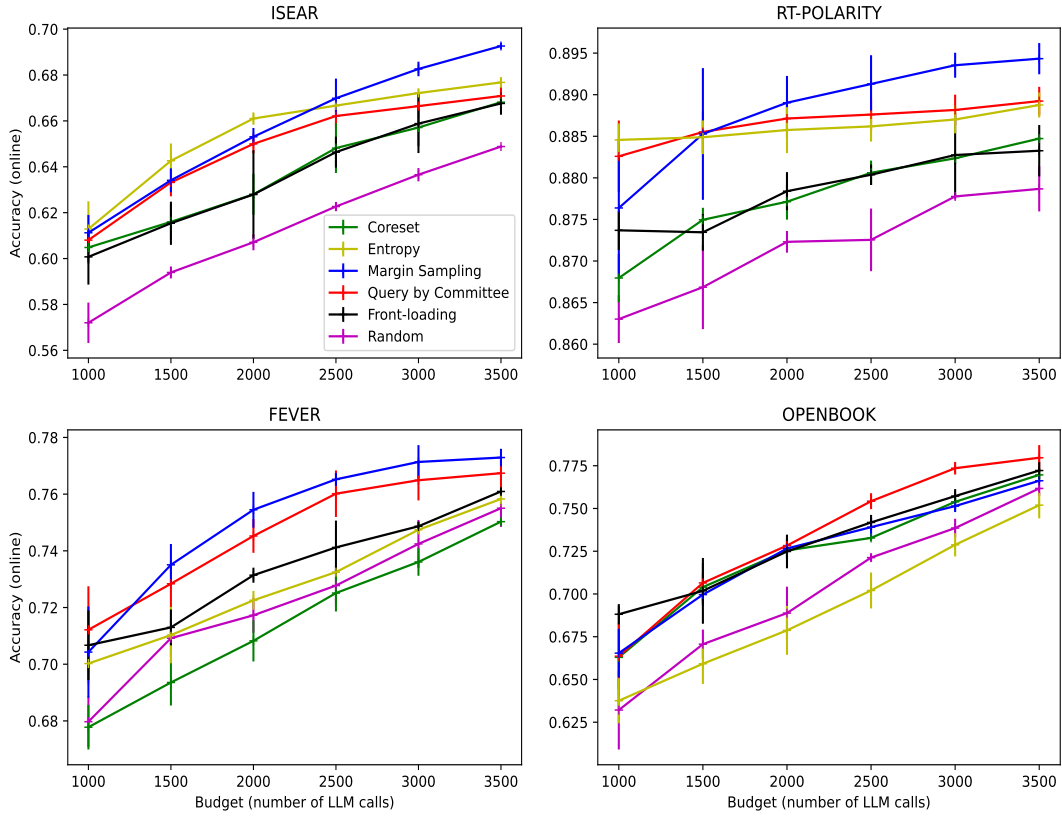 ISEAR
Accuracy (online)
0.70
0.68
0.66
0.64
0.62
0.60
0.58
0.56
1000 1500 2000 2500 3000 3500
Coreset
Entropy
Margin Sampling
Query by Committee
Front-loading
Random
RT-POLARITY
0.895
0.890
0.885
0.880
0.875
0.870
0.865
0.860
1000 1500 2000 2500 3000 3500
FEVER
Accuracy (online)
0.78
0.76
0.74
0.72
0.70
0.68
1000 1500 2000 2500 3000 3500
Budget (number of LLM calls)
OPENBOOK
0.775
0.750
0.725
0.700
0.675
0.650
0.625
1000 1500 2000 2500 3000 3500
Budget (number of LLM calls)